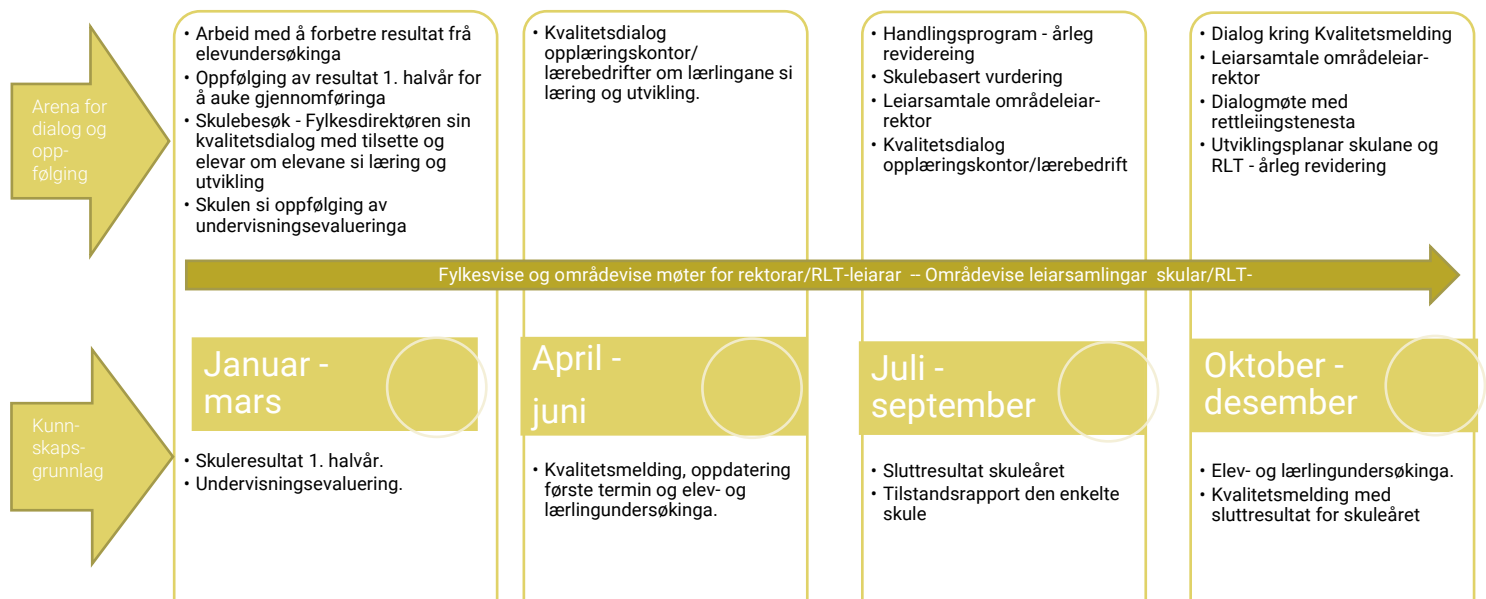 Arena for
dialog og
opp-
følging
• Arbeid med å forbetre resultat frå
elevundersøkinga
• Oppfølging av resultat 1. halvår for
å auke gjennomføringa
• Skulebesøk - Fylkesdirektøren sin
kvalitetsdialog med tilsette og
elevar om elevane si læring og
utvikling
• Skulen si oppfølging av
undervisningsevalueringa
• Kvalitetsdialog
opplæringskontor/
lærebedrifter om lærlingane si
læring og utvikling.
• Handlingsprogram - årleg
revidereing
• Skulebasert vurdering
• Leiarsamtale områdeleiar-
rektor
• Kvalitetsdialog
opplæringskontor/lærebedrift
• Dialog kring Kvalitetsmelding
• Leiarsamtale områdeleiar-
rektor
• Dialogmøte med
rettleiingstenesta
• Utviklingsplanar skulane og
RLT - årleg revidering
Fylkesvise og områdevise møter for rektorar/RLT-leiarar -- Områdevise leiarsamlingar skular/RLT-
Kunn-
skaps-
grunnlag
Januar -
mars
April -
juni
Juli -
september
Oktober -
desember
• Skuleresultat 1. halvår.
• Undervisningsevaluering.
• Kvalitetsmelding, oppdatering
første termin og elev- og
lærlingundersøkinga.
• Sluttresultat skuleåret
• Tilstandsrapport den enkelte
skule
• Elev- og lærlingundersøkinga.
• Kvalitetsmelding med
sluttresultat for skuleåret